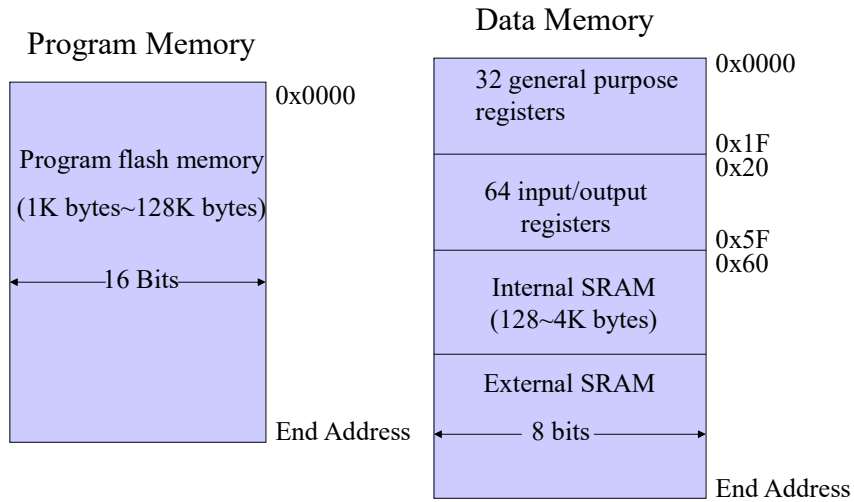 Program Memory
0x0000
Program flash memory
(1K bytes~128K bytes)
16 Bits
End Address
Data Memory
0x0000
32 general purpose
registers
0x1F
0x20
64 input/output
registers
0x5F
0x60
Internal SRAM
(128~4K bytes)
External SRAM
8 bits
End Address